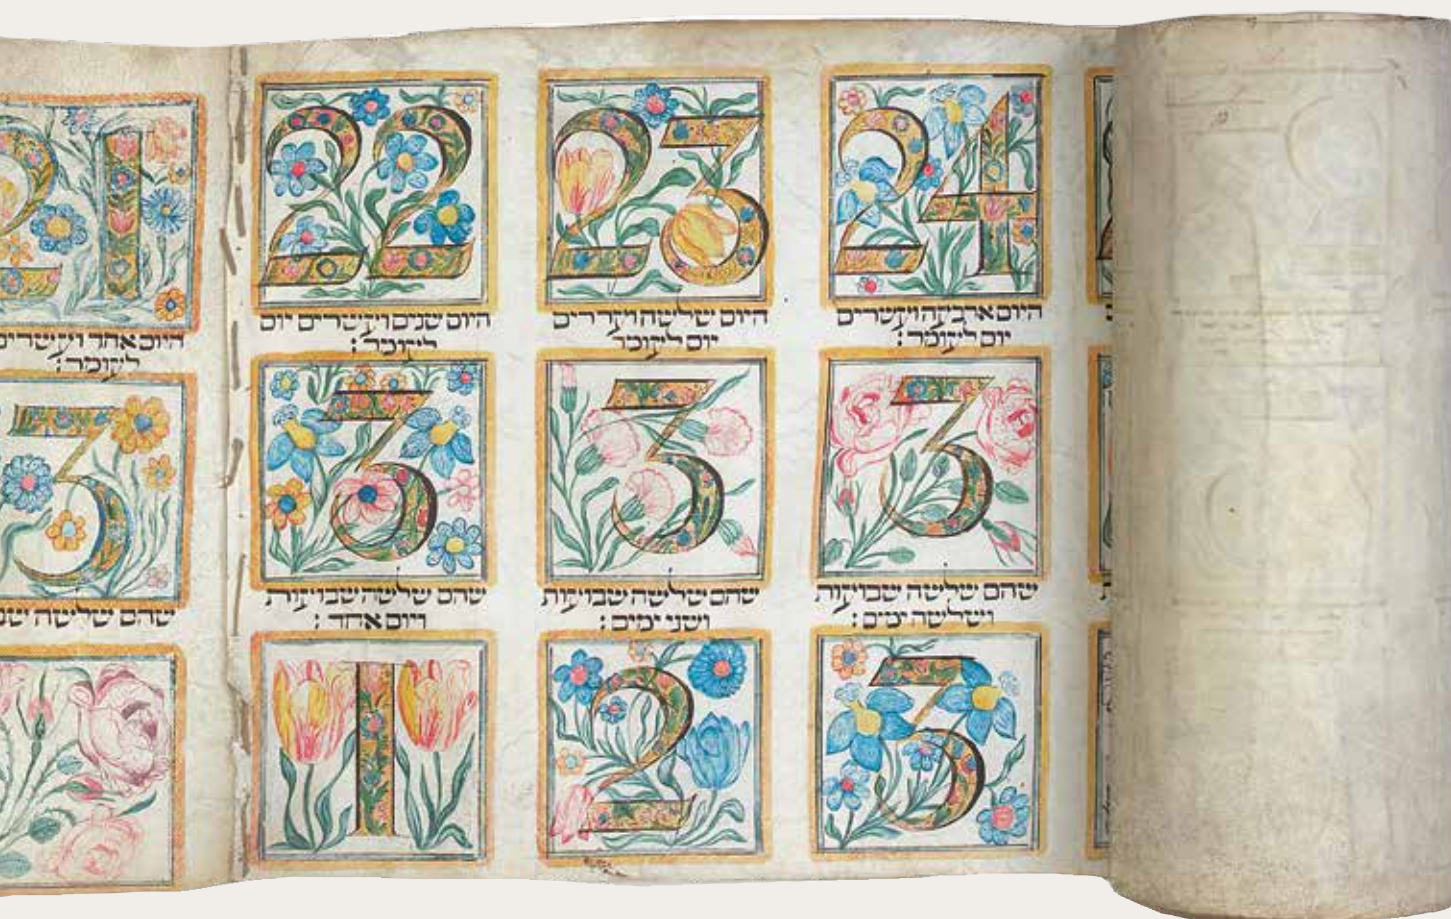 21
היום אחד ועשרים
לעומר :
3
שהם שלשה
22
היום שנים ועשרים יום
לעומר :
3
שהם שלשה שבועות
ויום אחד :
1
23
היום שלשה ועשרים
יום לעומר
3
שהם שלשה שבועות
ושני ימים :
2
24
היום ארבעה ועשרים
יום לעומר :
3
שהם שלשה שבועות
ושלשה ימים :
3